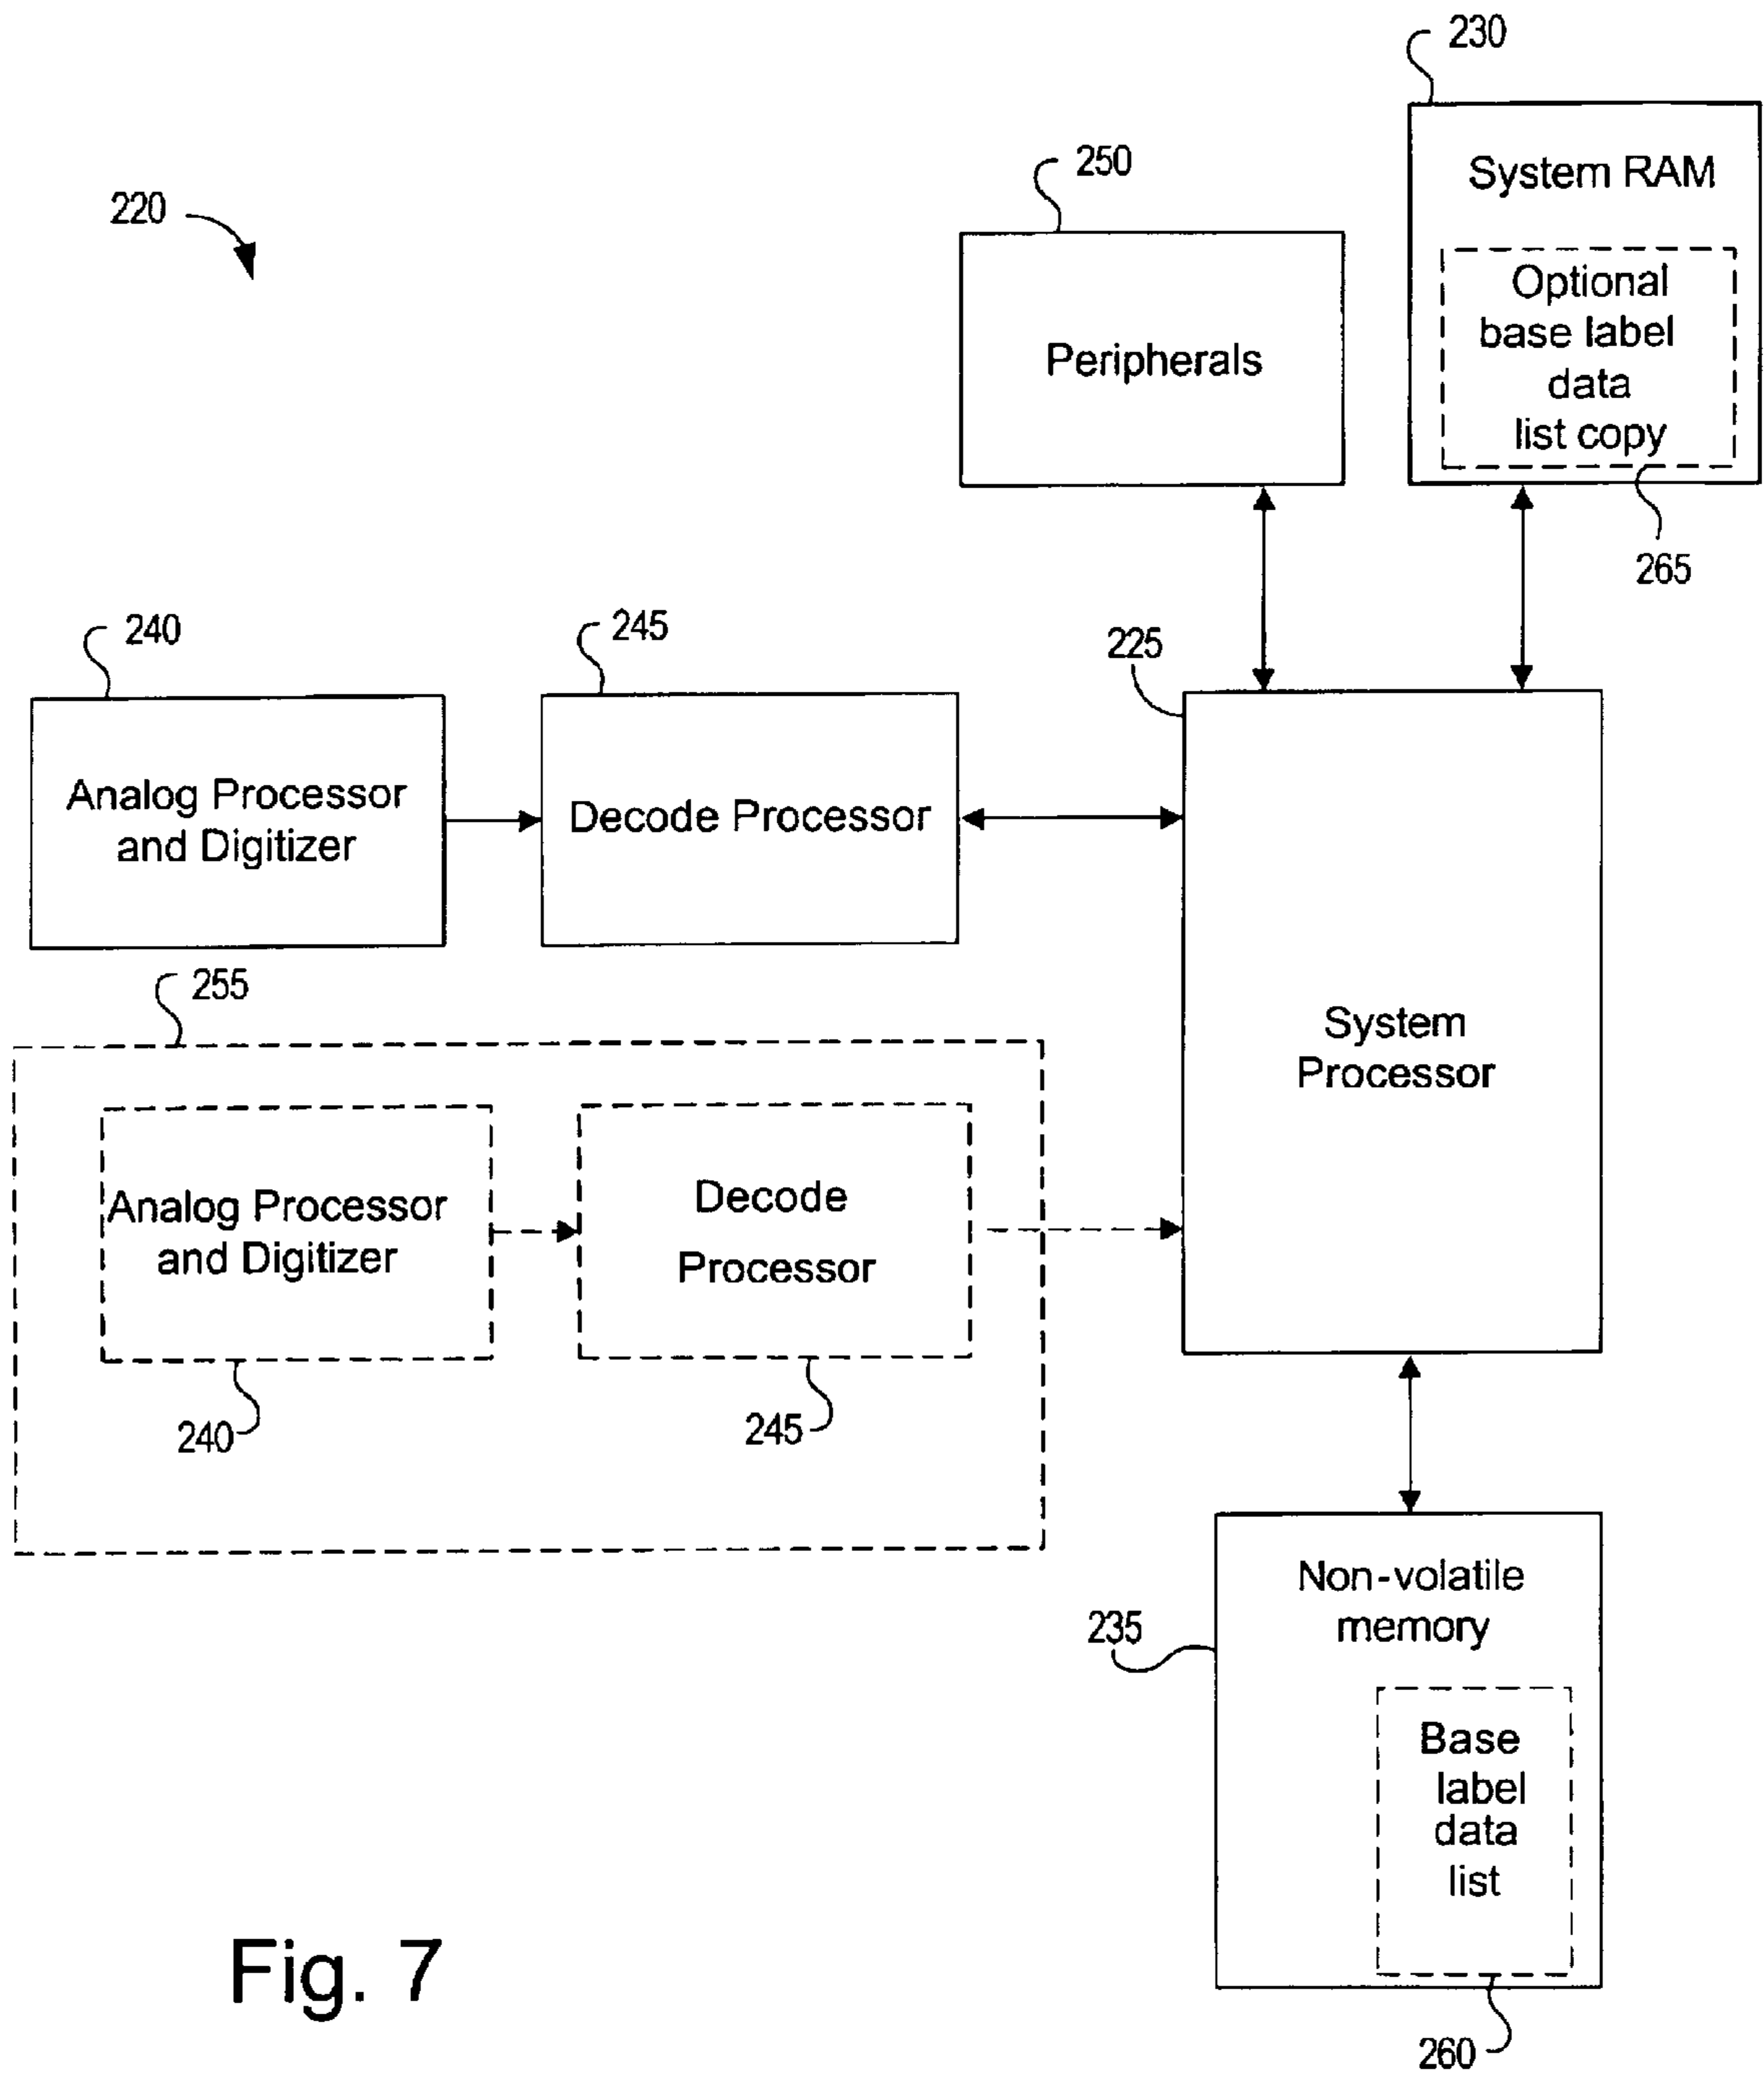 230
250
System RAM
220
Optional
base label
data
list copy
Peripherals
265
240
245
225
Analog Processor
and Digitizer
Decode Processor
255
System
Processor
Analog Processor
and Digitizer
Decode
Processor
240
245
Non-volatile
memory
235
Base
label
data
list
Fig. 7
260